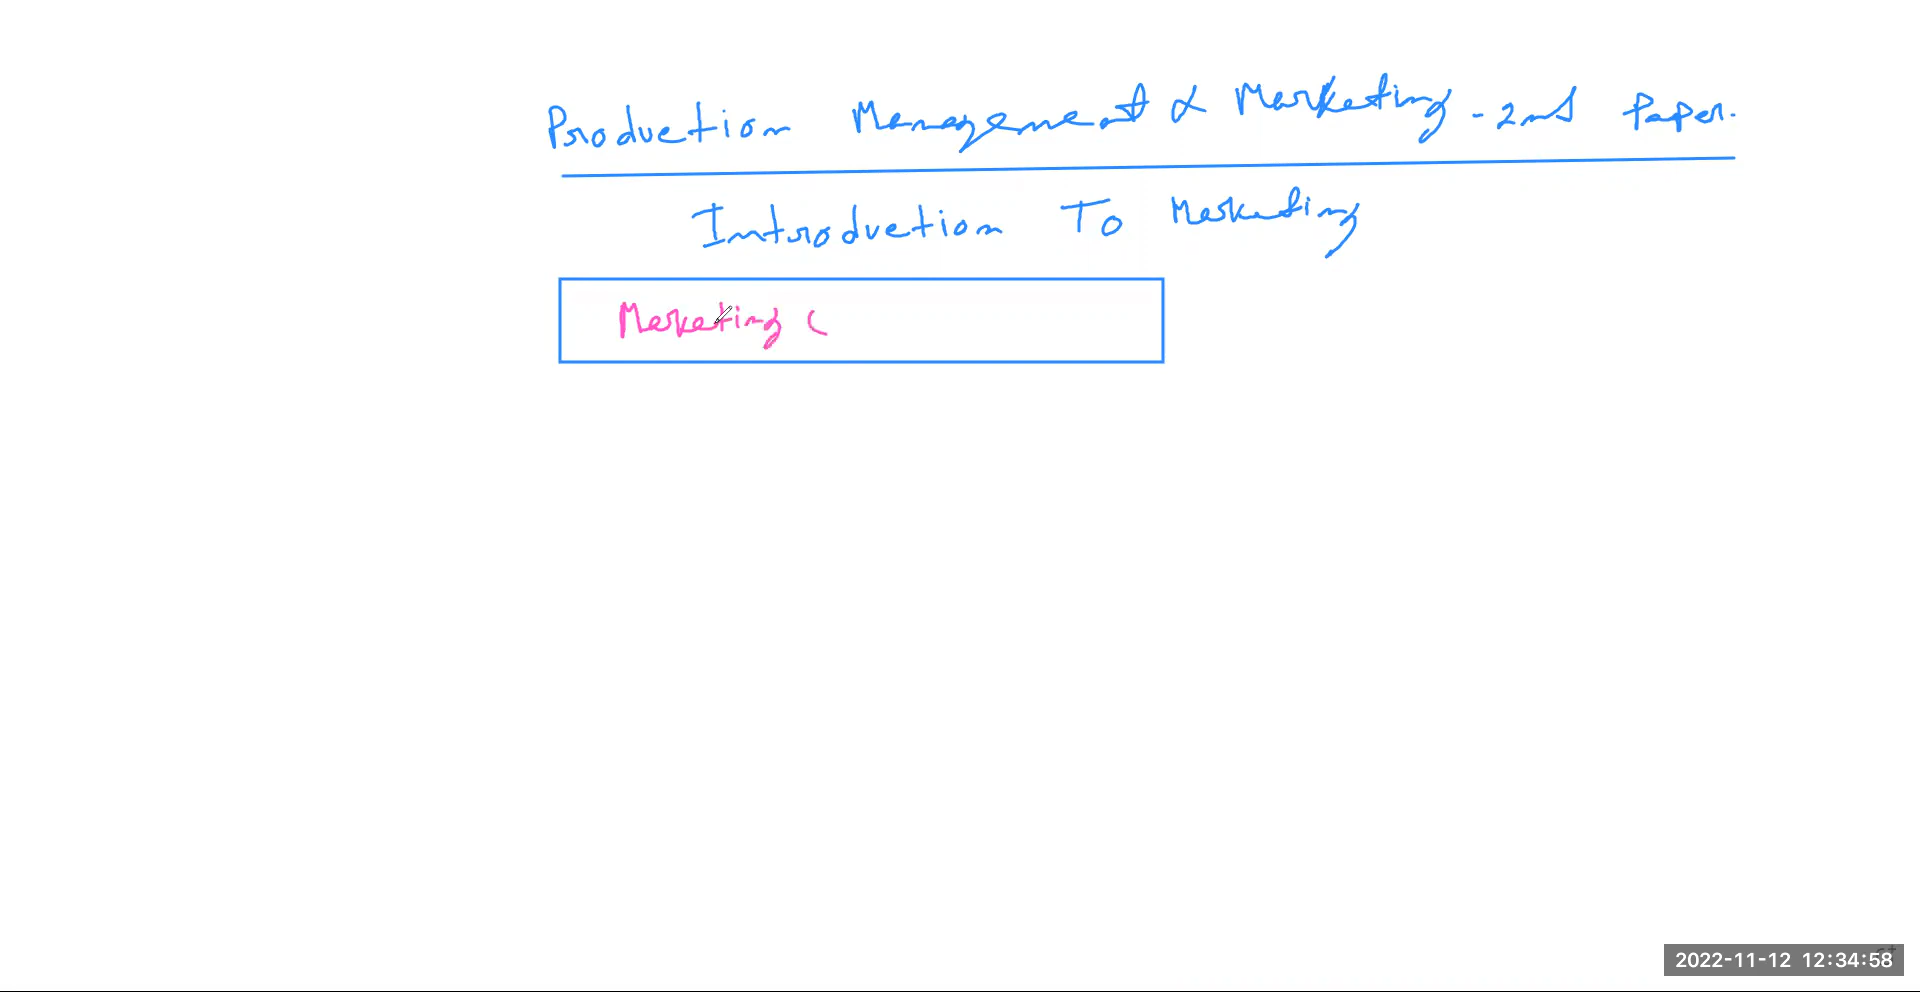 Production Management & Marketing - 2nd Paper.
Introduction To Marketing
Marketing (
2022-11-12 12:34:58